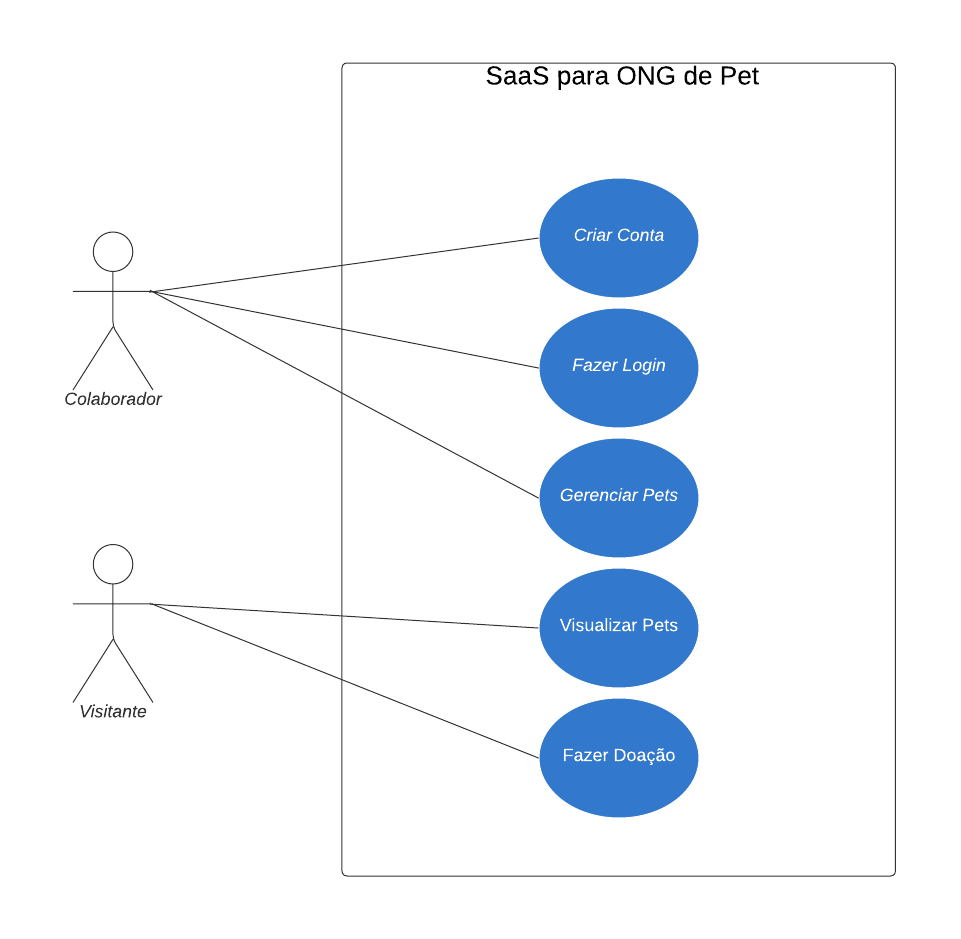 SaaS para ONG de Pet
Criar Conta
Fazer Login
Colaborador
Gerenciar Pets
Visualizar Pets
Visitante
Fazer Doação